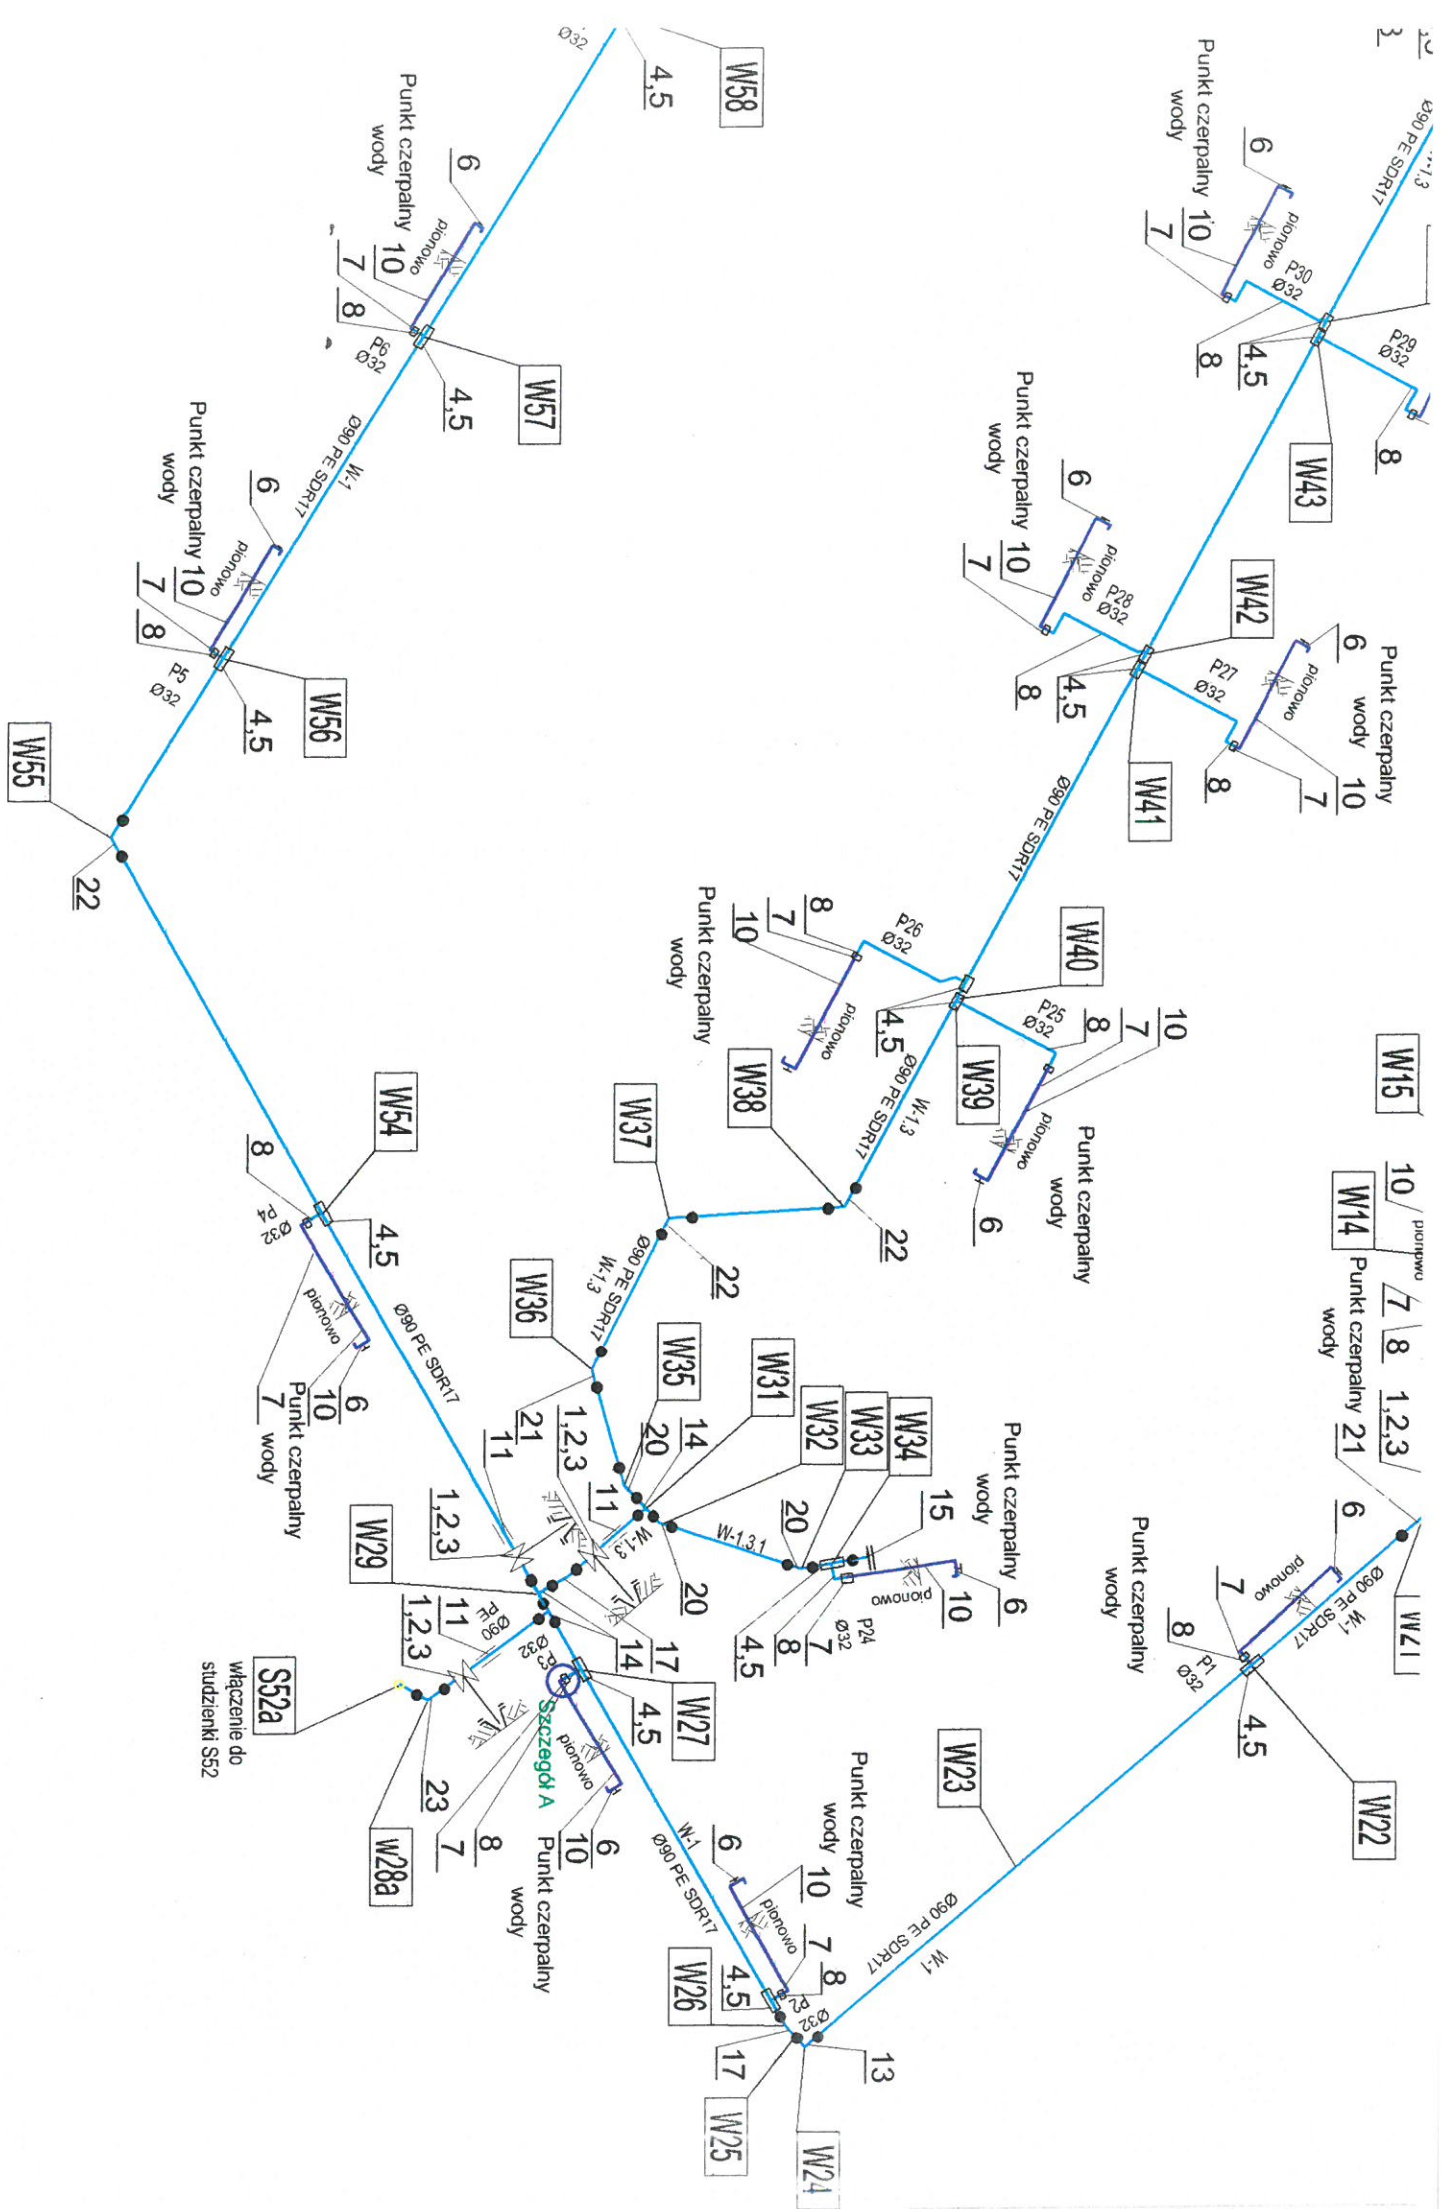 Ø90 PE SDR17
W15
10
pionowo
7
8
1,2,3
W14
Punkt czerpalny
wody
21
6
pionowo
W-1
Ø90 PE SDR17
7
8
P1
Ø32
4,5
W22
Punkt czerpalny
wody
W23
Ø90 PE SDR17
W-1
13
W24
W25
17
W26
4,5
P2
Ø32
8
7
pionowo
10
6
Punkt czerpalny
wody
Punkt czerpalny
wody
6
pionowo
10
7
P30
Ø32
8
4,5
P29
Ø32
8
W43
Punkt czerpalny
wody
6
pionowo
10
7
P28
Ø32
8
4,5
W42
W41
P27
Ø32
6
pionowo
Punkt czerpalny
wody
10
7
8
Ø90 PE SDR17
W40
W39
P26
Ø32
8
7
10
pionowo
Punkt czerpalny
wody
4,5
P25
Ø32
8
7
10
pionowo
6
Punkt czerpalny
wody
W-1.3
Ø90 PE SDR17
W38
22
W37
22
Ø90 PE SDR17
W-1.3
W36
21
W35
20
W31
14
W32
W33
W34
20
W-1.3.1
20
15
Punkt czerpalny
wody
6
10
pionowo
P24
Ø32
7
8
4,5
1,2,3
11
W-1.3
17
14
W58
4,5
Ø32
Punkt czerpalny
wody
6
pionowo
10
7
8
P6
Ø32
4,5
W57
W-1
Ø90 PE SDR17
Punkt czerpalny
wody
6
pionowo
10
7
8
P5
Ø32
4,5
W56
W55
22
W54
4,5
8
P4
Ø32
pionowo
6
10
7
Punkt czerpalny
wody
Ø90 PE SDR17
11
1,2,3
W29
Ø90
PE
11
1,2,3
S52a
włączenie do
studzienki S52
23
W28a
W27
4,5
P3
Ø32
Szczegół A
pionowo
6
10
8
7
Punkt czerpalny
wody
W-1
Ø90 PE SDR17